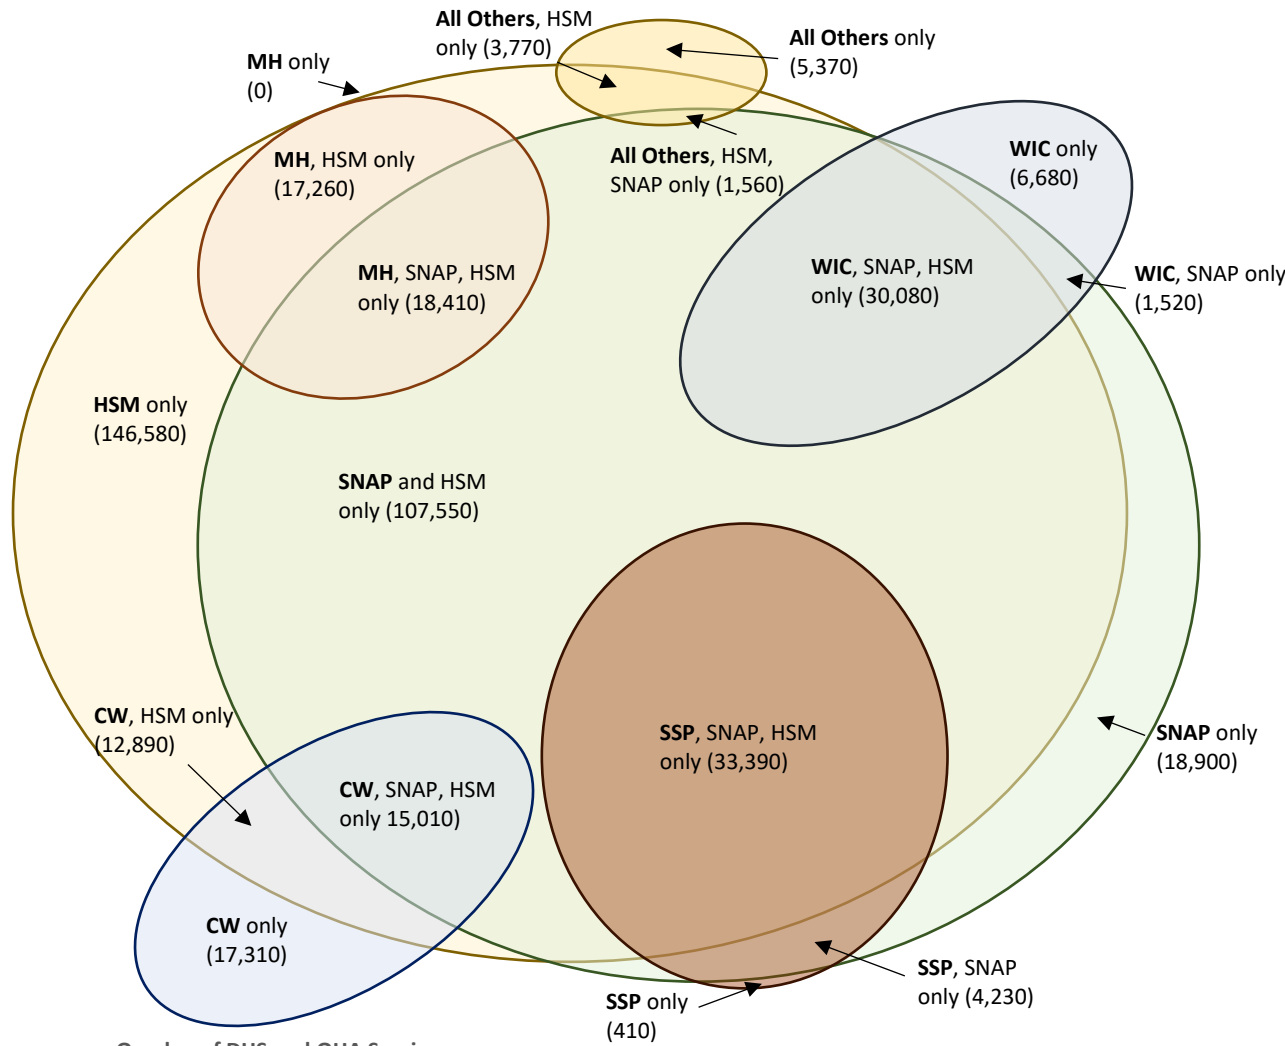 All Others, HSM
only (3,770)
All Others only
(5,370)
MH only
(0)
MH, HSM only
(17,260)
All Others, HSM,
SNAP only (1,560)
WIC only
(6,680)
MH, SNAP, HSM
only (18,410)
WIC, SNAP, HSM
only (30,080)
WIC, SNAP only
(1,520)
HSM only
(146,580)
SNAP and HSM
only (107,550)
CW, HSM only
(12,890)
SSP, SNAP, HSM
only (33,390)
SNAP only
(18,900)
CW, SNAP, HSM
only 15,010)
CW only
(17,310)
SSP, SNAP
only (4,230)
SSP only
(410)